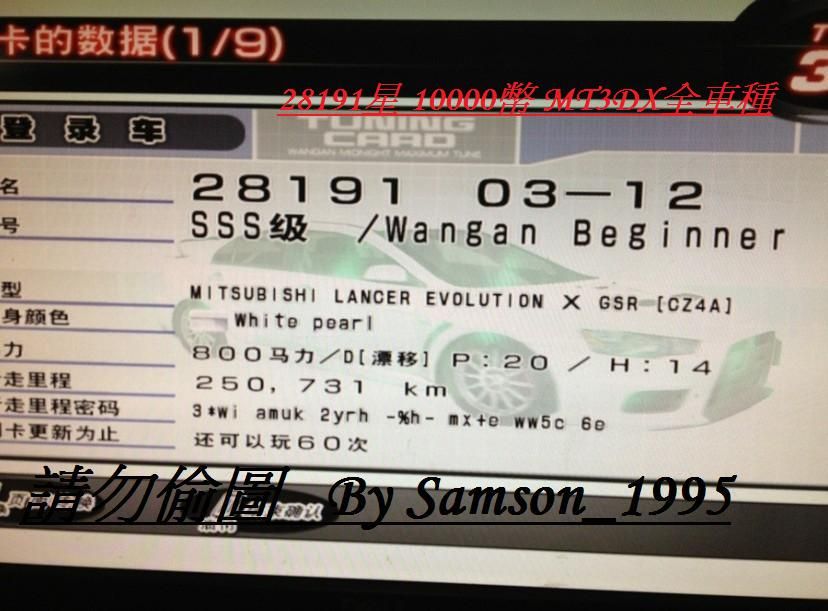 卡的数据(1/9)
3
28191星 10000幣 MT3DX全車種
登录车
TUNING CARD
WANGAN MIDNIGHT MAXIMUM TUNE
名 28191 03—12
号 SSS级 /Wangan Beginner
型 MITSUBISHI LANCER EVOLUTION X GSR [CZ4A]
身颜色 White pearl
力 800马力/D[漂移] P:20 / H:14
走里程 250,731 km
走里程密码 3*wi amuk 2yrh -%h- mx+e ww5c 6e
卡更新为止 还可以玩60次
請勿偷圖 By Samson_1995
确认